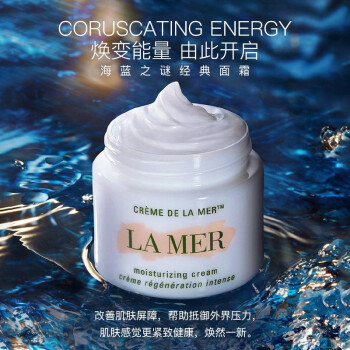 CORUSCATING ENERGY
焕变能量 由此开启
海蓝之谜经典面霜
CRÈME DE LA MER™
LA MER
moisturizing cream
crème régénération intense
改善肌肤屏障，帮助抵御外界压力，
肌肤感觉更紧致健康，焕然一新。